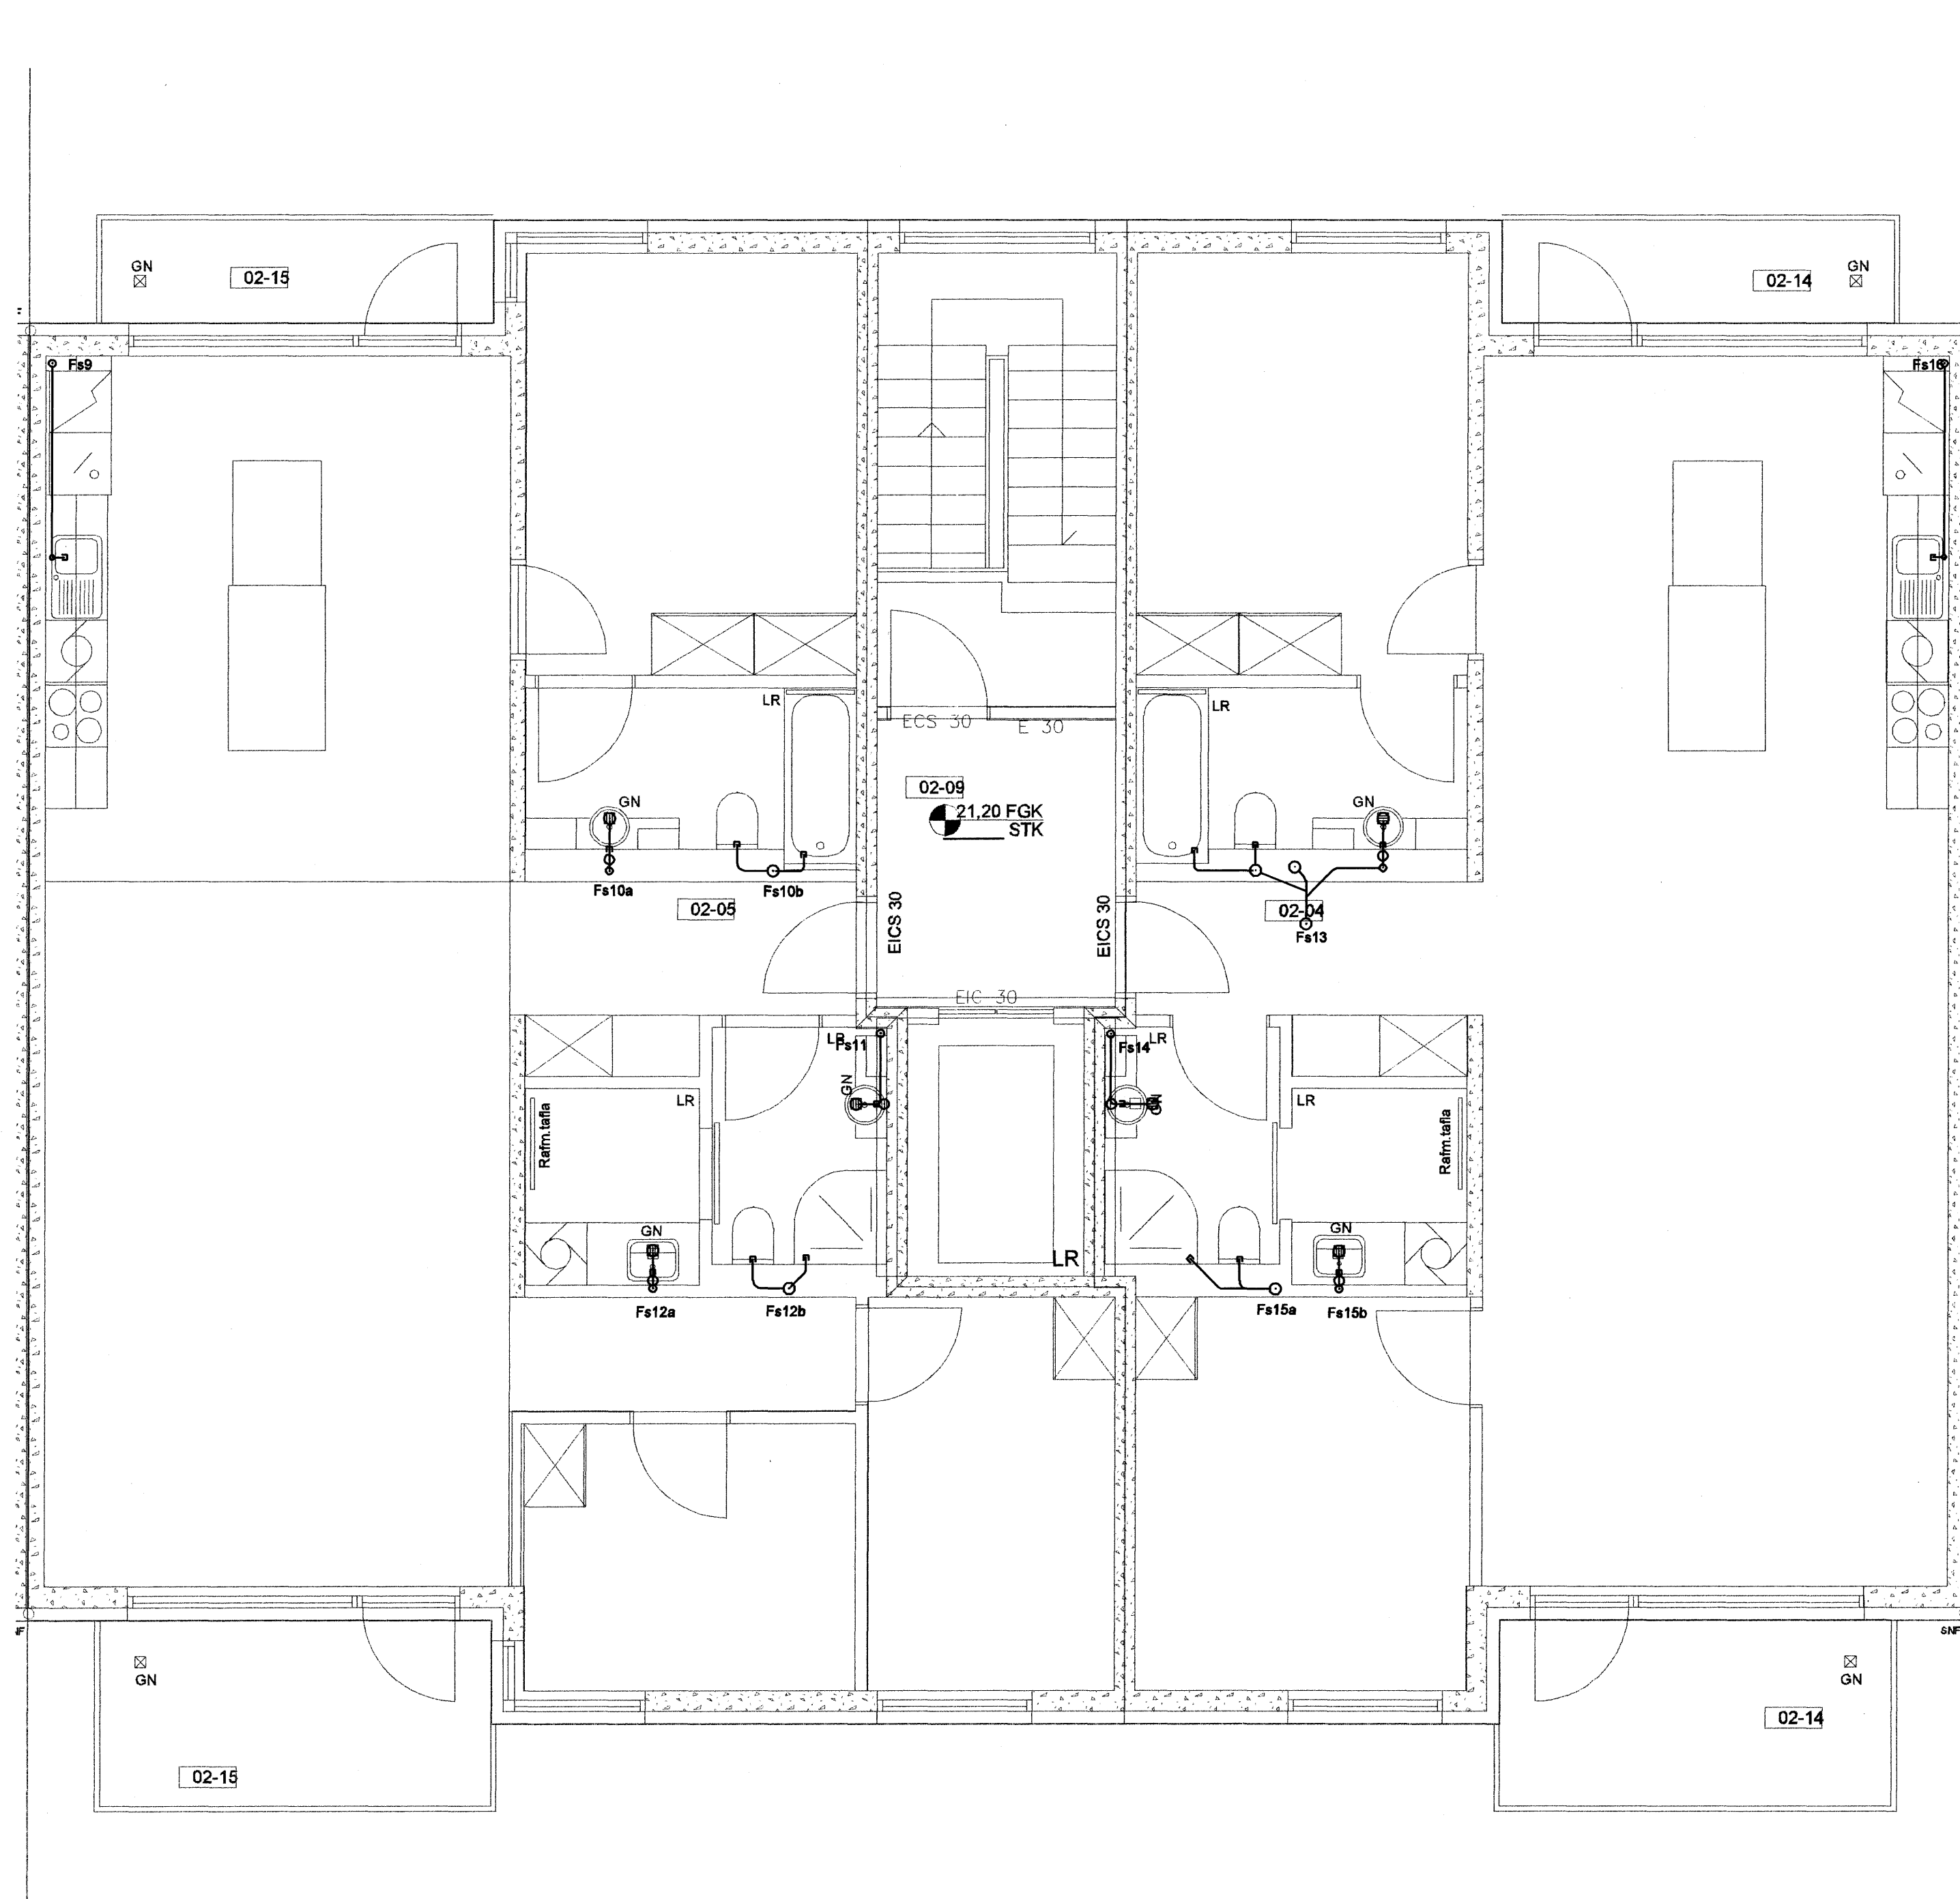 GN
02-15
02-14
GN
Fs9
Fs16
LR
LR
ECS 30
E 30
02-09
21,20 FGK
STK
GN
GN
Fs10a
Fs10b
02-05
EICS 30
EICS 30
02-04
Fs13
EIC 30
LR
Fs11
Fs14
LR
GN
GN
LR
LR
Rafm.tafla
Rafm.tafla
GN
GN
LR
Fs12a
Fs12b
Fs15a
Fs15b
SNF
GN
GN
02-14
02-15